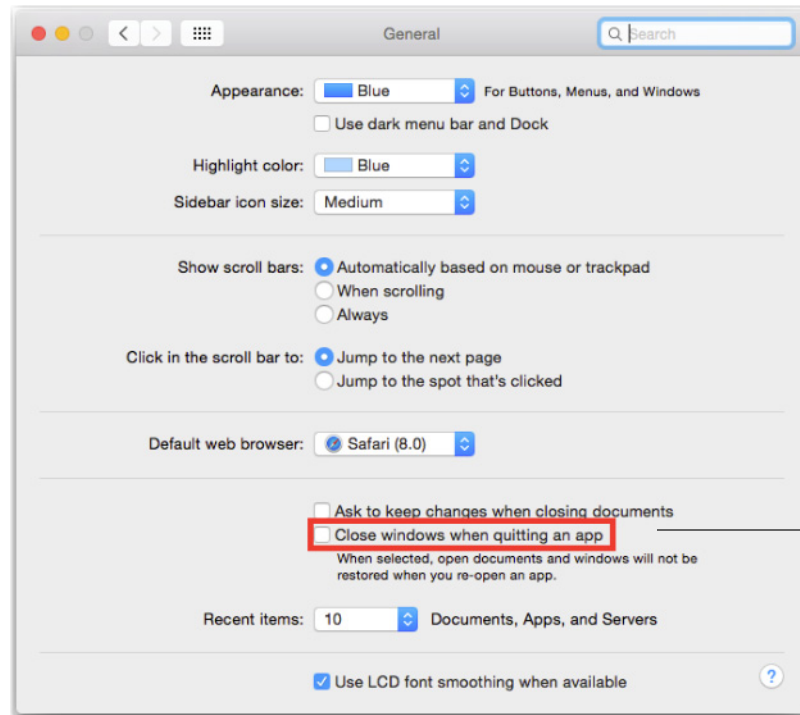 General
Search
Appearance: Blue For Buttons, Menus, and Windows
Use dark menu bar and Dock
Highlight color: Blue
Sidebar icon size: Medium
Show scroll bars: Automatically based on mouse or trackpad
When scrolling
Always
Click in the scroll bar to: Jump to the next page
Jump to the spot that's clicked
Default web browser: Safari (8.0)
Ask to keep changes when closing documents
Close windows when quitting an app
When selected, open documents and windows will not be
restored when you re-open an app.
Recent items: 10 Documents, Apps, and Servers
Use LCD font smoothing when available
?